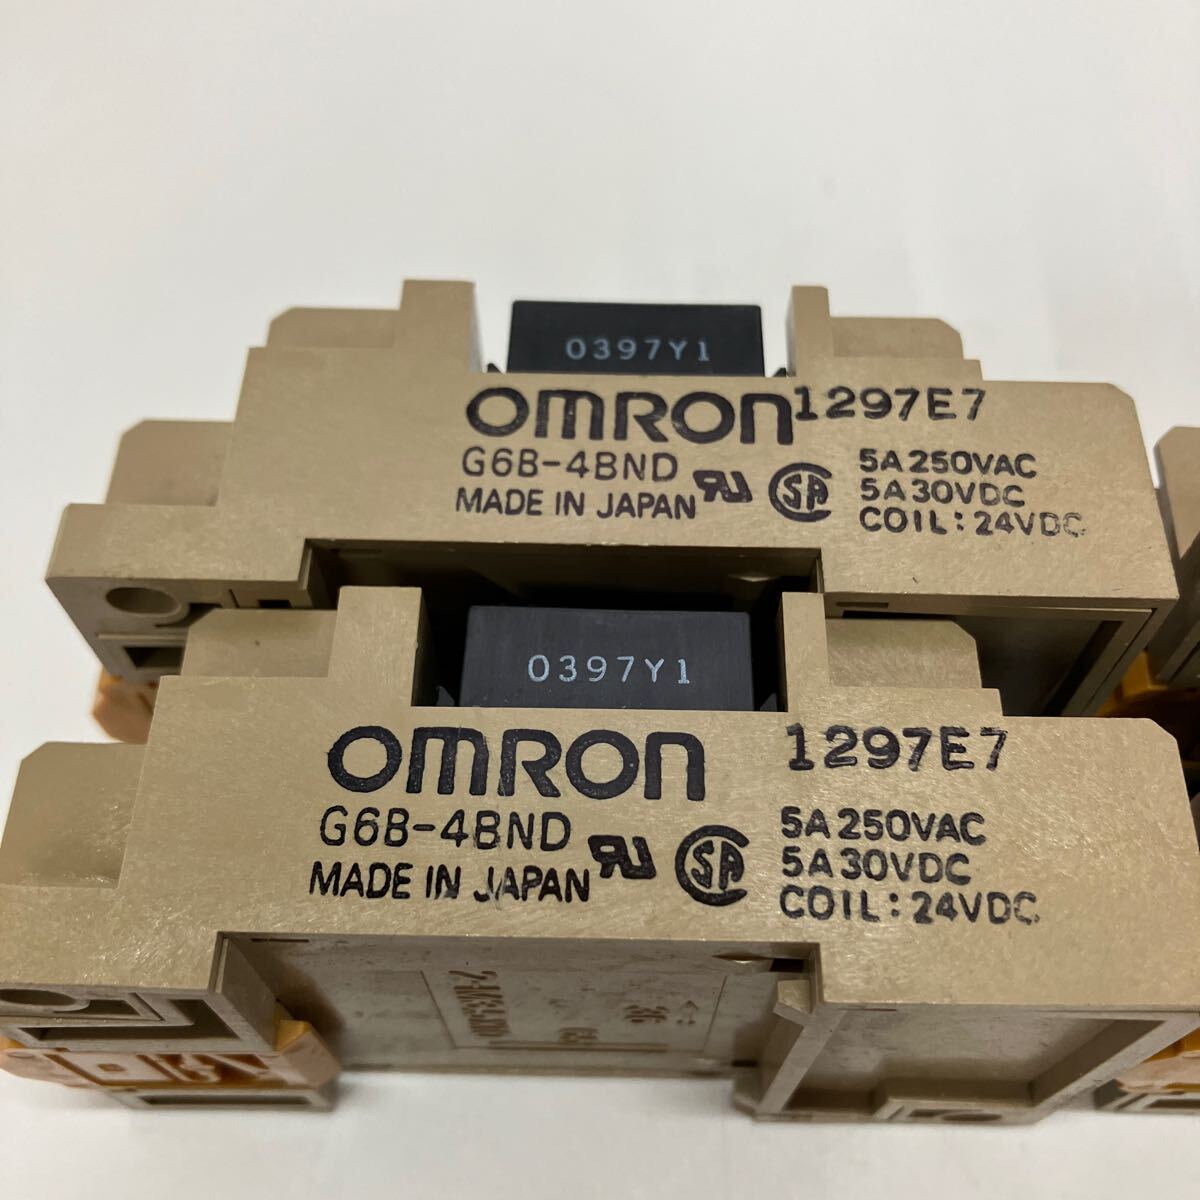 0397Y1
OMRON 1297E7
G6B-4BND
MADE IN JAPAN
5A 250VAC
5A 30VDC
COIL: 24VDC
0397Y1
OMRON 1297E7
G6B-4BND
MADE IN JAPAN
5A 250VAC
5A 30VDC
COIL: 24VDC